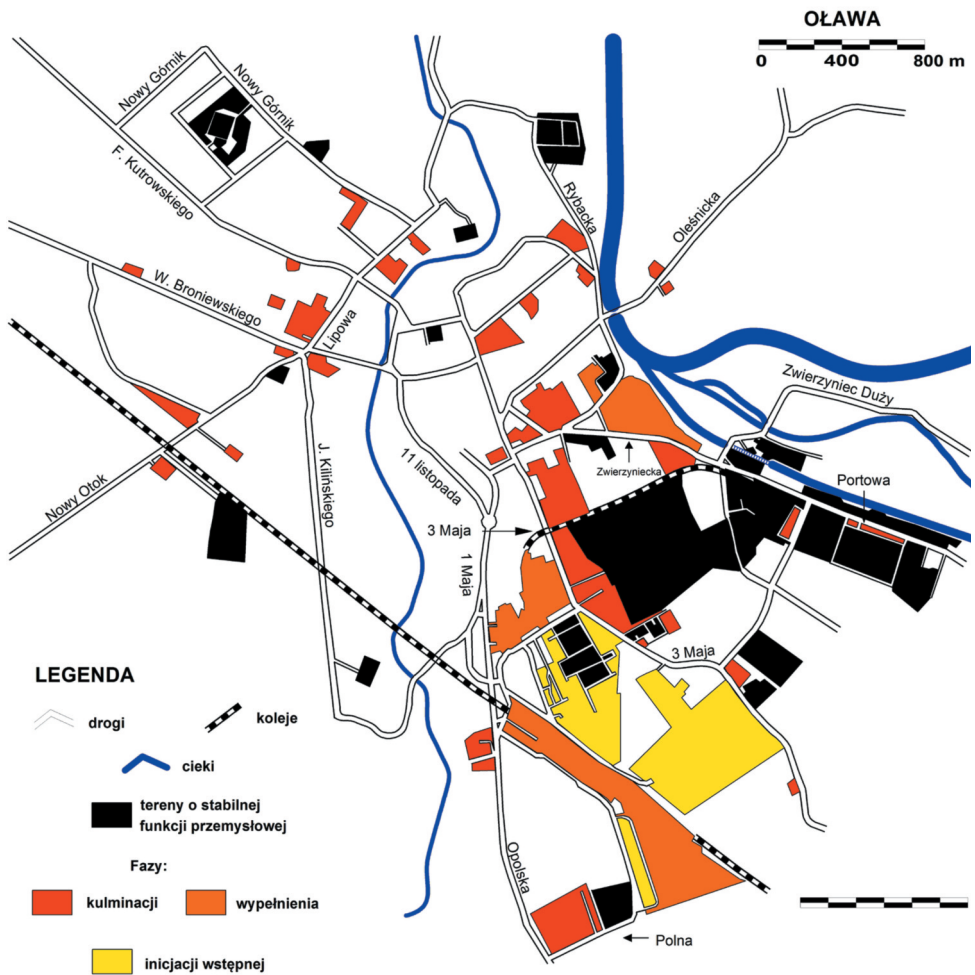 OŁAWA
0 400 800 m
Nowy Górnik
Nowy Górnik
F. Kutrowskiego
Rybacka
Oleśnicka
W. Broniewskiego
Lipowa
Zwierzyniec Duży
Zwierzyniecka
11 listopada
Portowa
J. Kilińskiego
Nowy Otok
3 Maja
1 Maja
3 Maja
LEGENDA
drogi
koleje
cieki
tereny o stabilnej
funkcji przemysłowej
Fazy:
kulminacji
wypełnienia
inicjacji wstępnej
Opolska
Polna